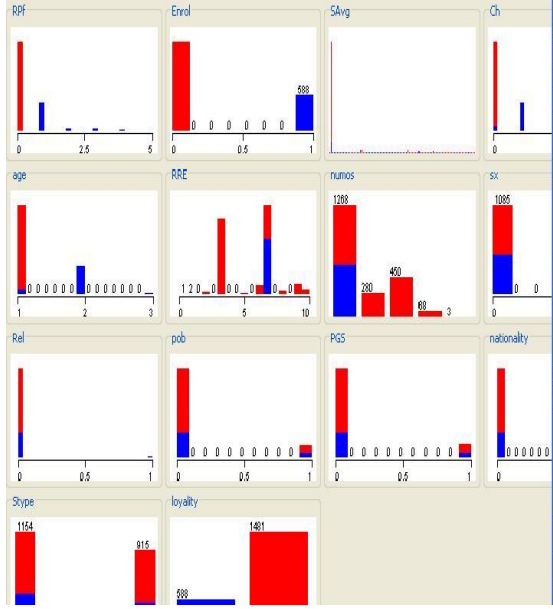 RPf
Enrol
SAvg
Ch
588
0 0 0 0 0 0
0 2.5 5
0 0.5 1
0
age
RRE
numos
sx
1268
1085
280
450
68
3
0 0 0 0 0 0 0 0 0 0 0 0 0
1 2 0 0 0 0 0 0
0 0
1 2 3
0 5 10
0
Rel
pob
PGS
nationality
0 0 0 0 0 0 0 0
0 0 0 0 0 0 0 0
0 0 0 0 0 0
0 0.5 1
0 0.5 1
0 0.5 1
0
Stype
loyality
1154
915
1481
588